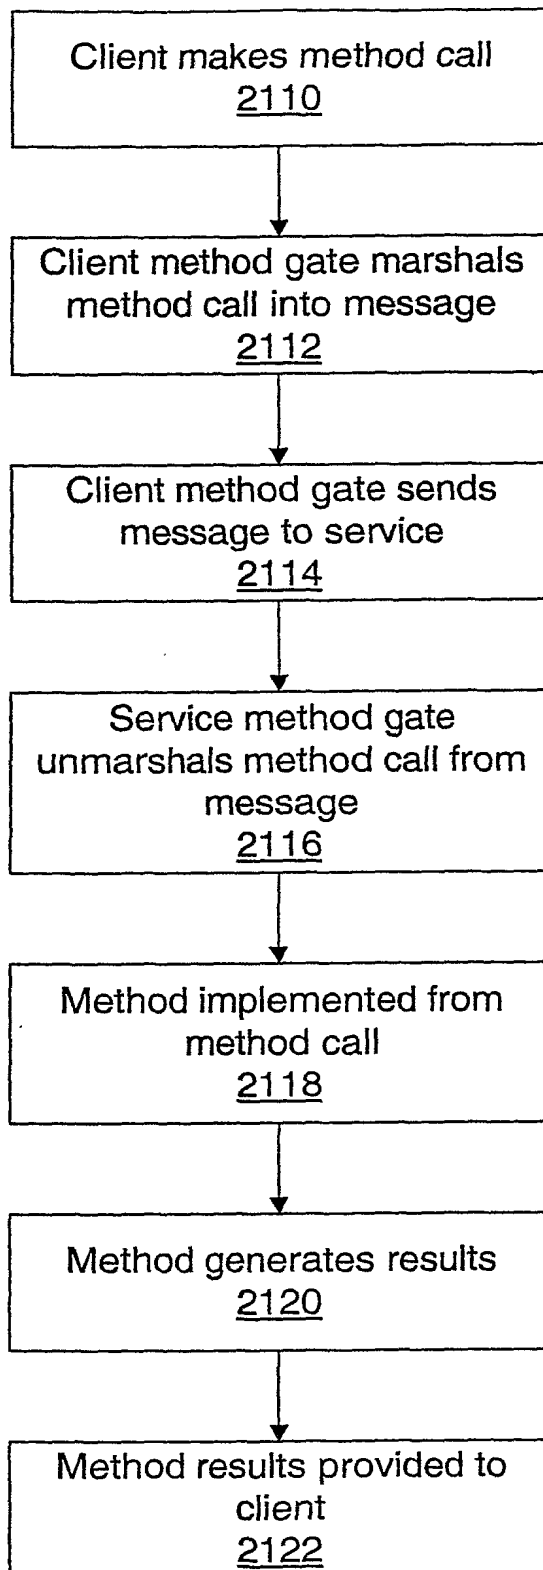 Client makes method call
2110
Client method gate marshals
method call into message
2112
Client method gate sends
message to service
2114
Service method gate
unmarshals method call from
message
2116
Method implemented from
method call
2118
Method generates results
2120
Method results provided to
client
2122